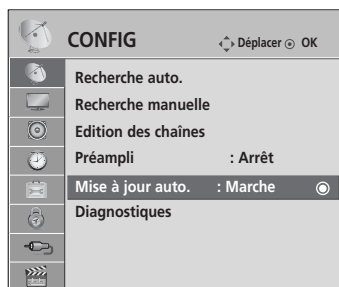 CONFIG Déplacer OK
Recherche auto.
Recherche manuelle
Edition des chaînes
Préampli : Arrêt
Mise à jour auto. : Marche
Diagnostiques